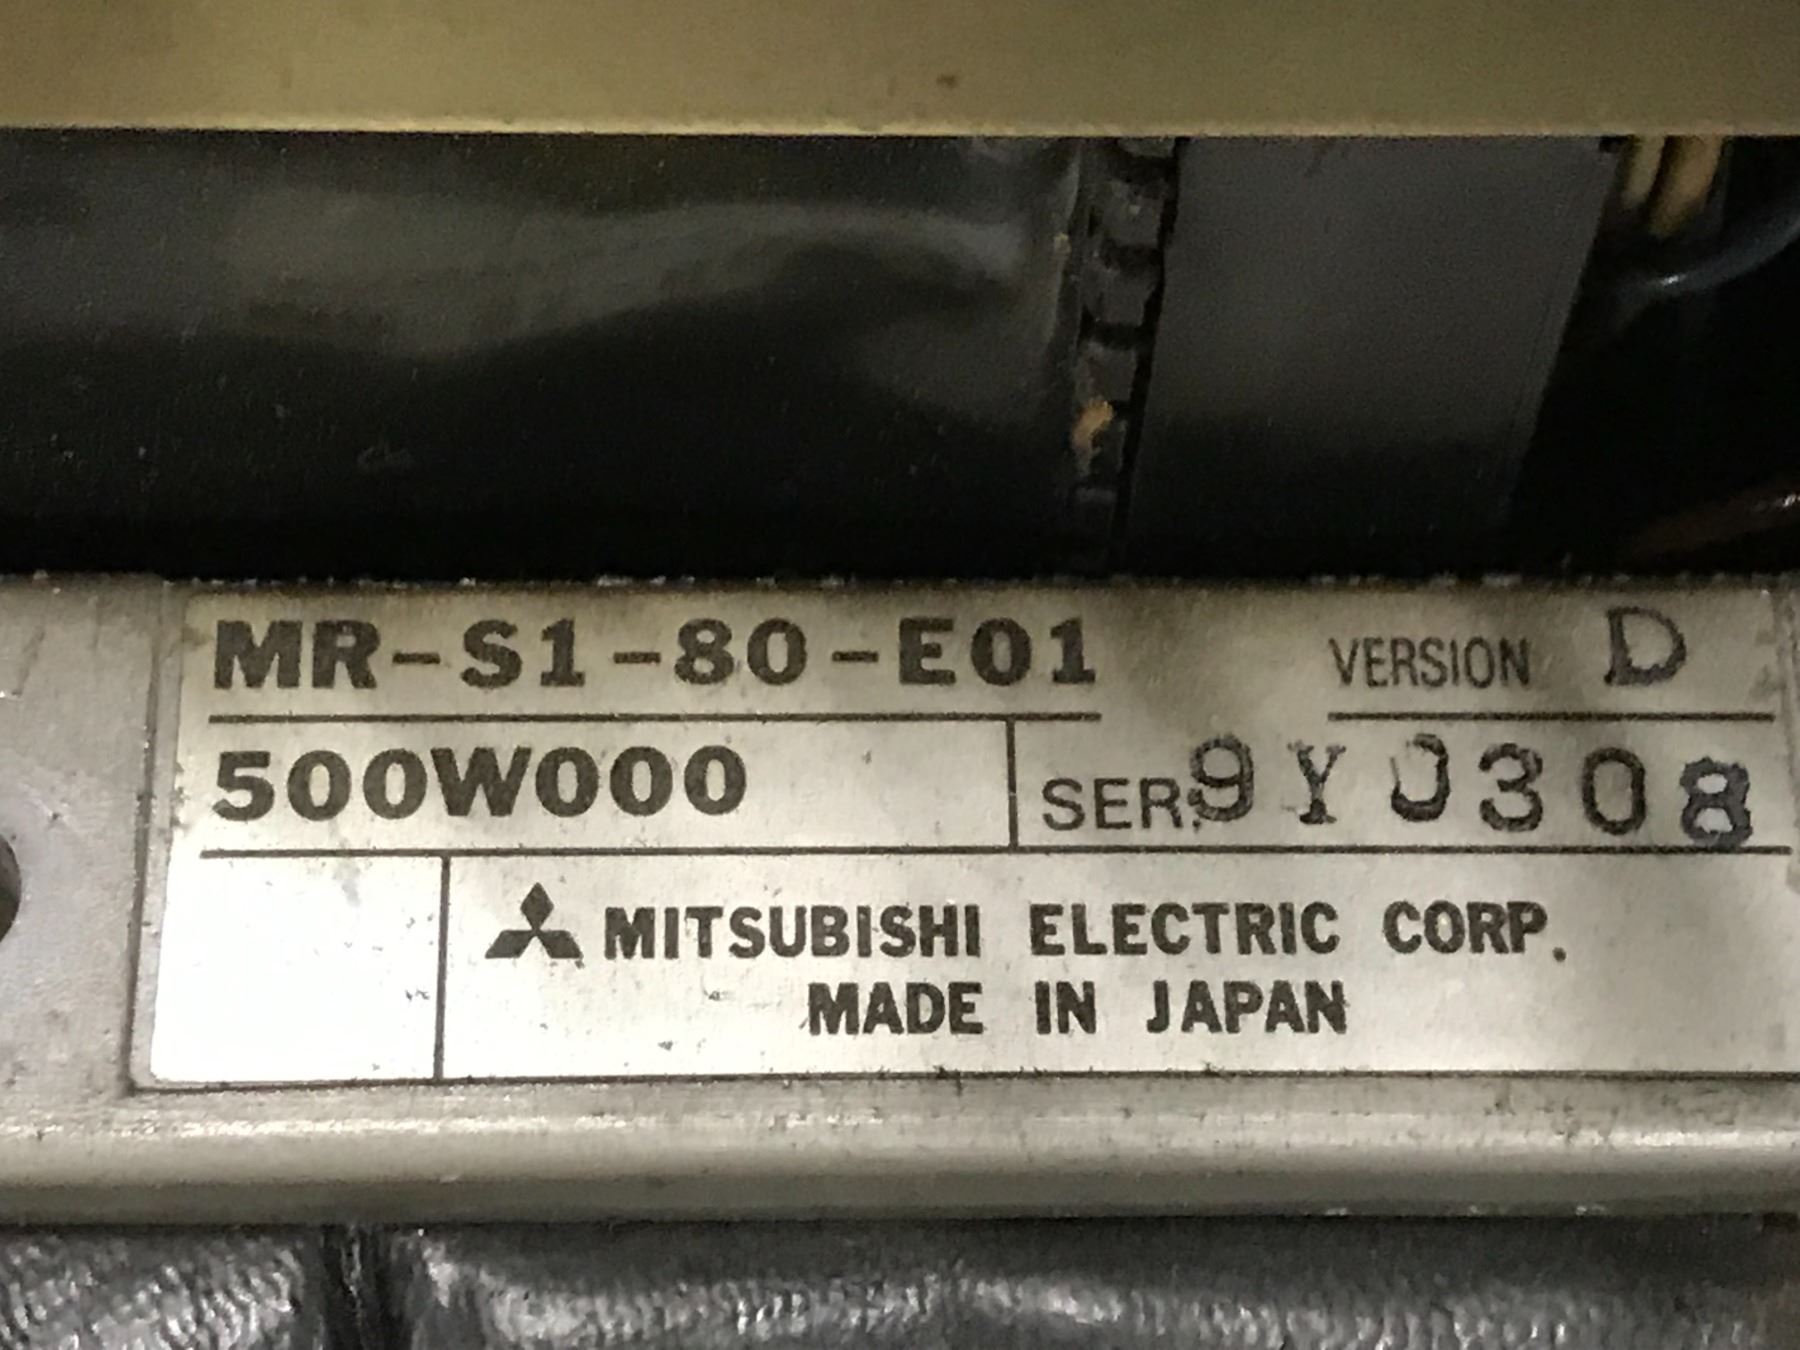 MR-S1-80-E01 VERSION D
500W000 SER. 9Y0308
MITSUBISHI ELECTRIC CORP.
MADE IN JAPAN